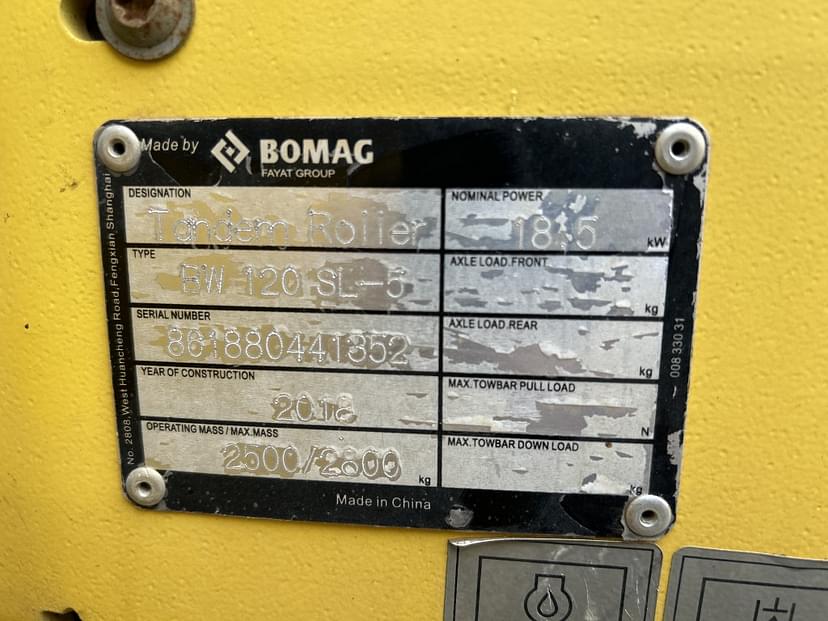 Made by BOMAG
FAYAT GROUP
DESIGNATION
Tandem Roller
NOMINAL POWER
18.5 kW
TYPE
BW 120 SL-5
AXLE LOAD.FRONT
kg
SERIAL NUMBER
861880441352
AXLE LOAD.REAR
kg
YEAR OF CONSTRUCTION
2018
MAX.TOWBAR PULL LOAD
N
OPERATING MASS / MAX.MASS
2500/2800 kg
MAX.TOWBAR DOWN LOAD
kg
Made in China
No. 2808,West Huancheng Road,Fengxian Shanghai
008 330 31